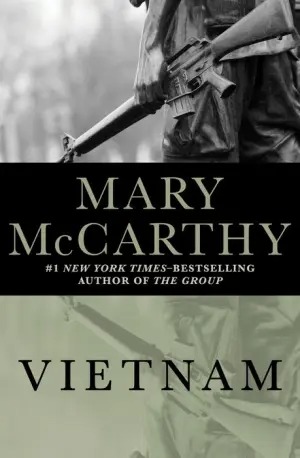 MARY
McCARTHY
#1 NEW YORK TIMES–BESTSELLING
AUTHOR OF THE GROUP
VIETNAM